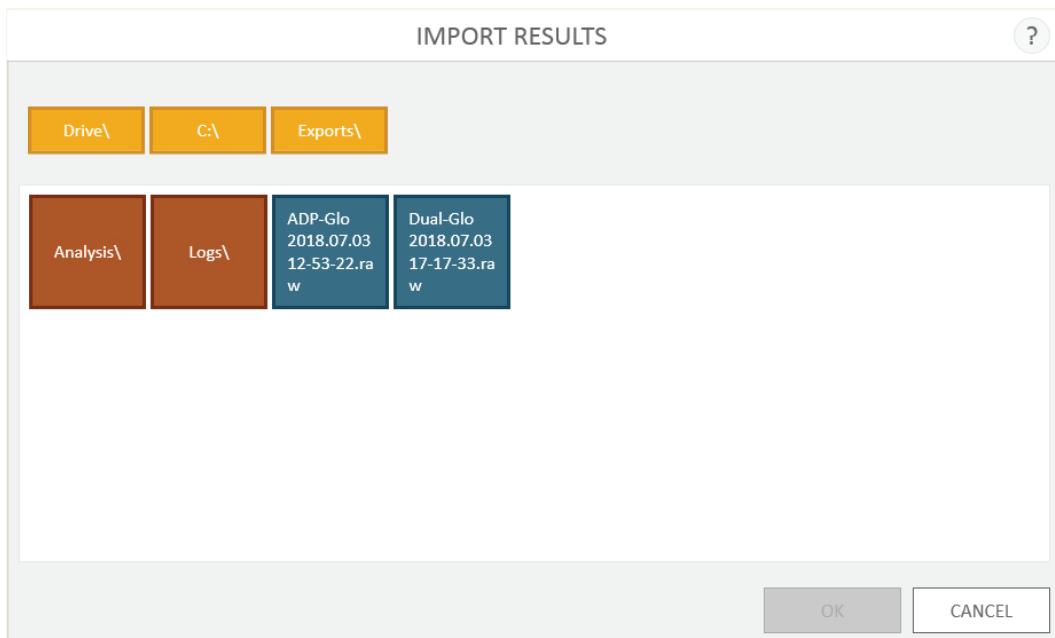 IMPORT RESULTS
?
Drive\
C:\
Exports\
Analysis\
Logs\
ADP-Glo
2018.07.03
12-53-22.ra
w
Dual-Glo
2018.07.03
17-17-33.ra
w
OK
CANCEL